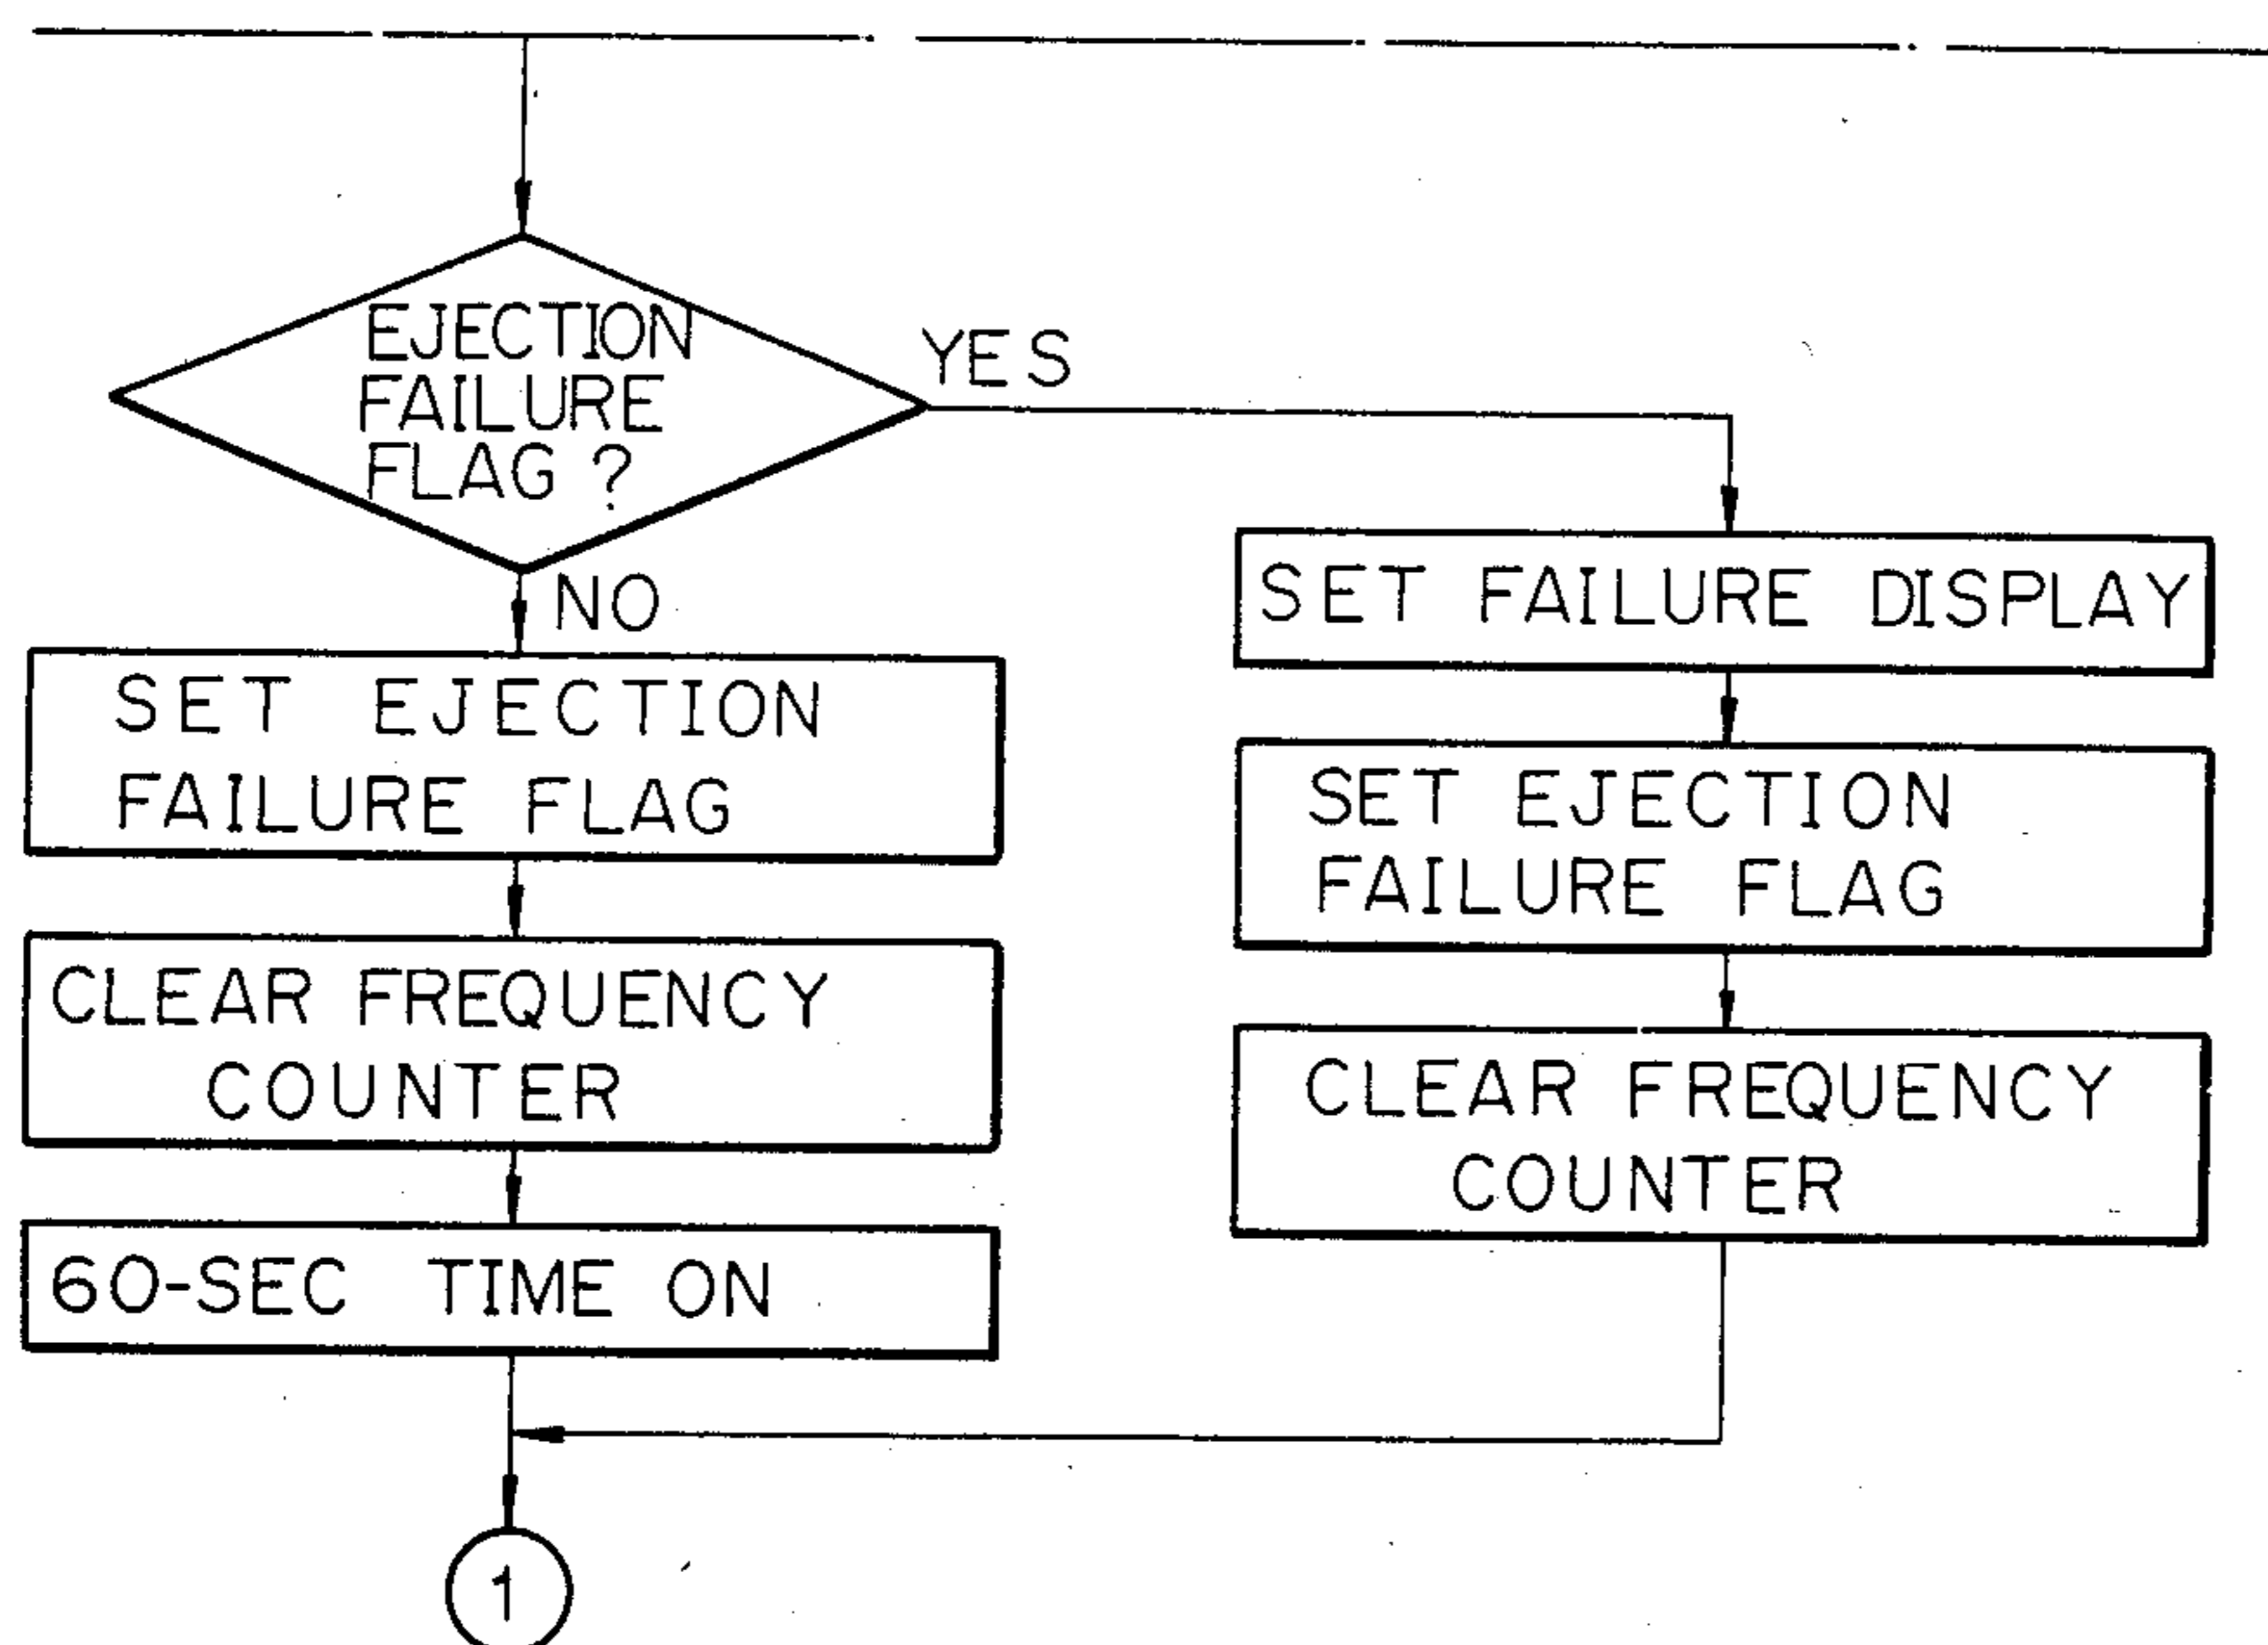 EJECTION
FAILURE
FLAG ?
YES
NO
SET EJECTION
FAILURE FLAG
CLEAR FREQUENCY
COUNTER
60-SEC TIME ON
SET FAILURE DISPLAY
SET EJECTION
FAILURE FLAG
CLEAR FREQUENCY
COUNTER
1